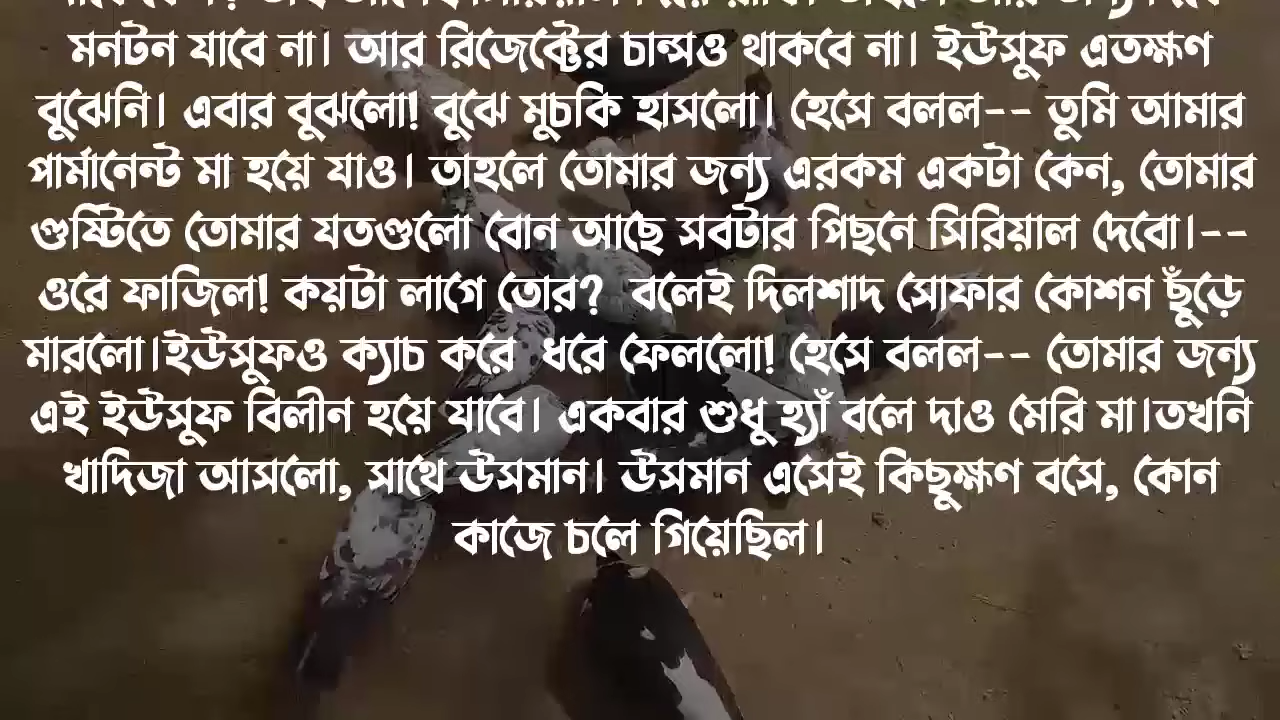 মনটন যাবে না। আর রিজেক্টের চান্সও থাকবে না। ইউসুফ এতক্ষণ
বুঝেনি। এবার বুঝলো! বুঝে মুচকি হাসলো। হেসে বলল-- তুমি আমার
পার্মানেন্ট মা হয়ে যাও। তাহলে তোমার জন্য এরকম একটা কেন, তোমার
গুষ্টিতে তোমার যতগুলো বোন আছে সবটার পিছনে সিরিয়াল দেবো।--
ওরে ফাজিল! কয়টা লাগে তোর? বলেই দিলশাদ সোফার কোশন ছুঁড়ে
মারলো।ইউসুফও ক্যাচ করে ধরে ফেললো! হেসে বলল-- তোমার জন্য
এই ইউসুফ বিলীন হয়ে যাবে। একবার শুধু হ্যাঁ বলে দাও মেরি মা।তখনি
খাদিজা আসলো, সাথে উসমান। উসমান এসেই কিছুক্ষণ বসে, কোন
কাজে চলে গিয়েছিল।